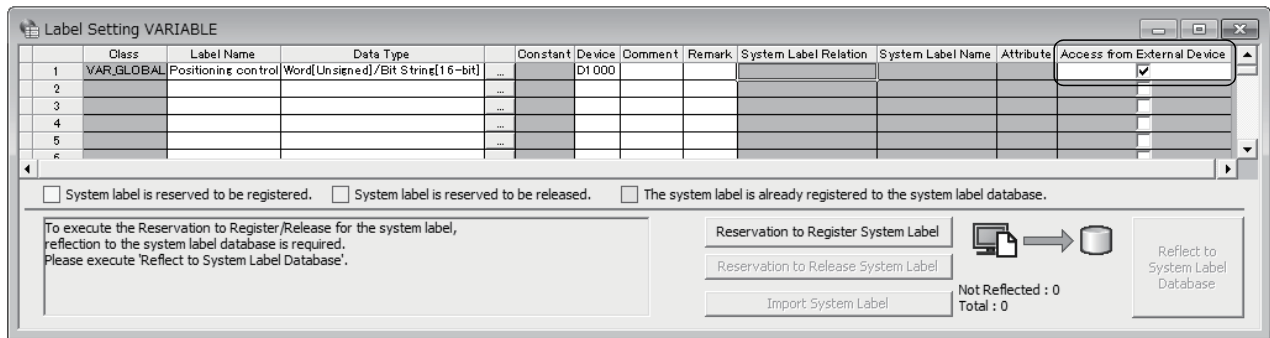 Label Setting VARIABLE
Class Label Name Data Type Constant Device Comment Remark System Label Relation System Label Name Attribute Access from External Device
1 VAR_GLOBAL Positioning control Word[Unsigned]/Bit String[16-bit] ... D1000
2 ...
3 ...
4 ...
5 ...
6
System label is reserved to be registered. System label is reserved to be released. The system label is already registered to the system label database.
To execute the Reservation to Register/Release for the system label,
reflection to the system label database is required.
Please execute 'Reflect to System Label Database'.
Reservation to Register System Label
Reservation to Release System Label
Import System Label
Not Reflected : 0
Total : 0
Reflect to
System Label
Database